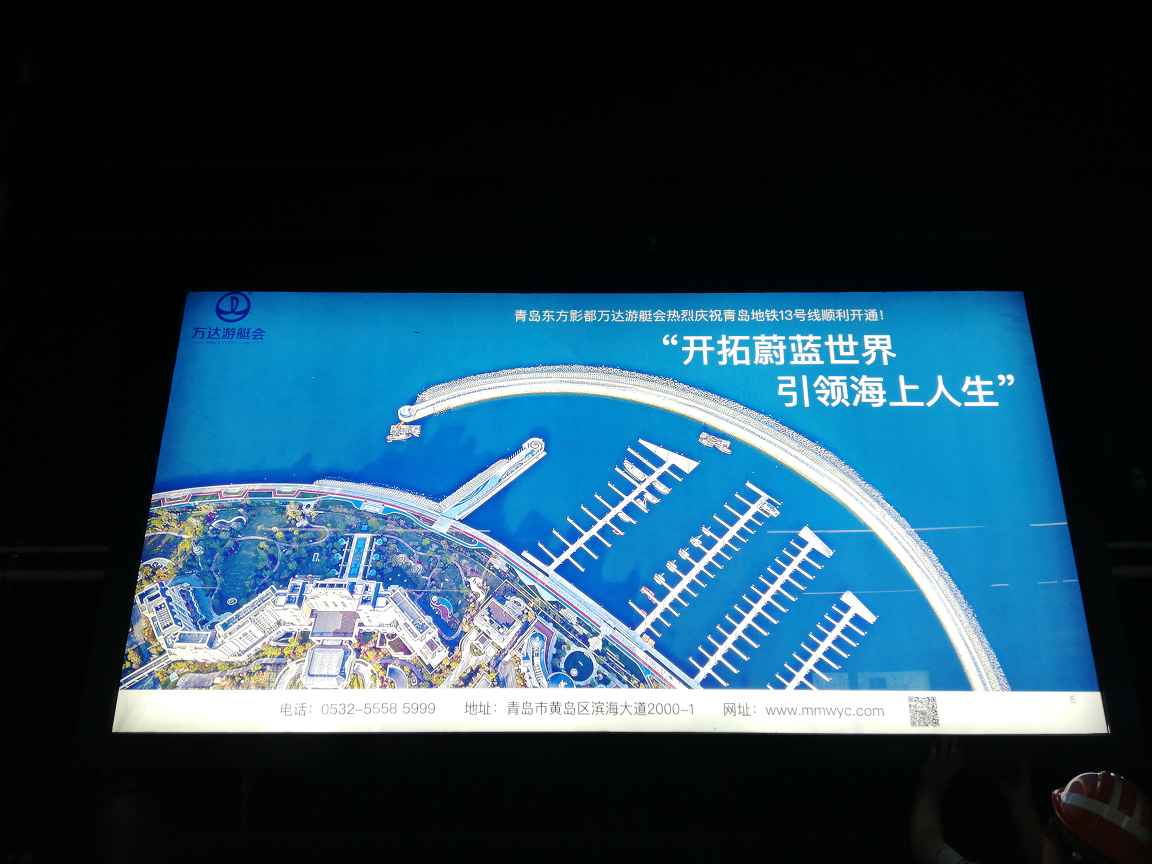 万达游艇会
青岛东方影都万达游艇会热烈庆祝青岛地铁13号线顺利开通！
“开拓蔚蓝世界
引领海上人生”
电话：0532-5558 5999 地址：青岛市黄岛区滨海大道2000-1 网址：www.mmwyc.com